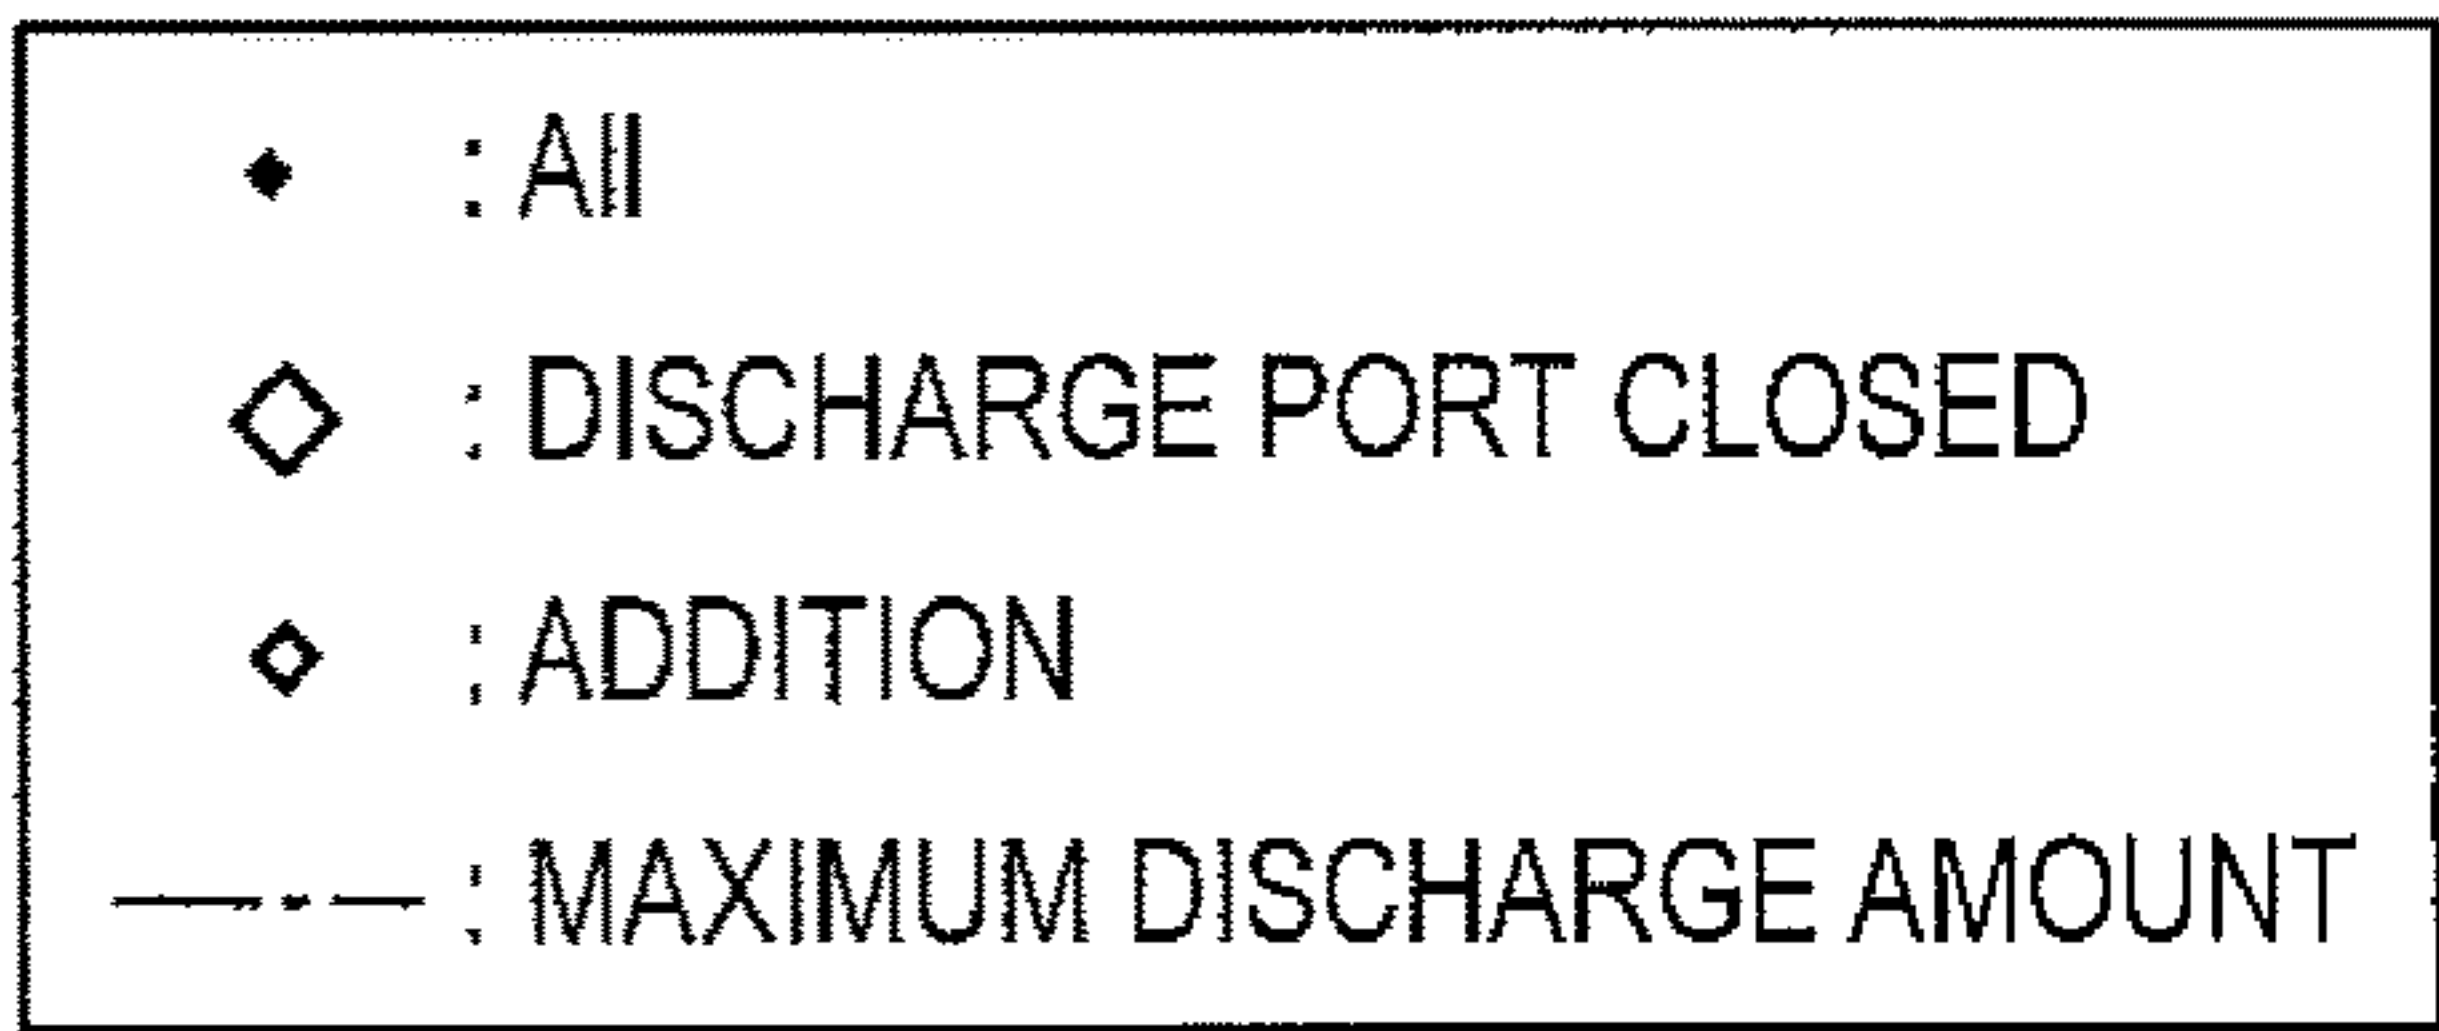 : All
: DISCHARGE PORT CLOSED
: ADDITION
: MAXIMUM DISCHARGE AMOUNT